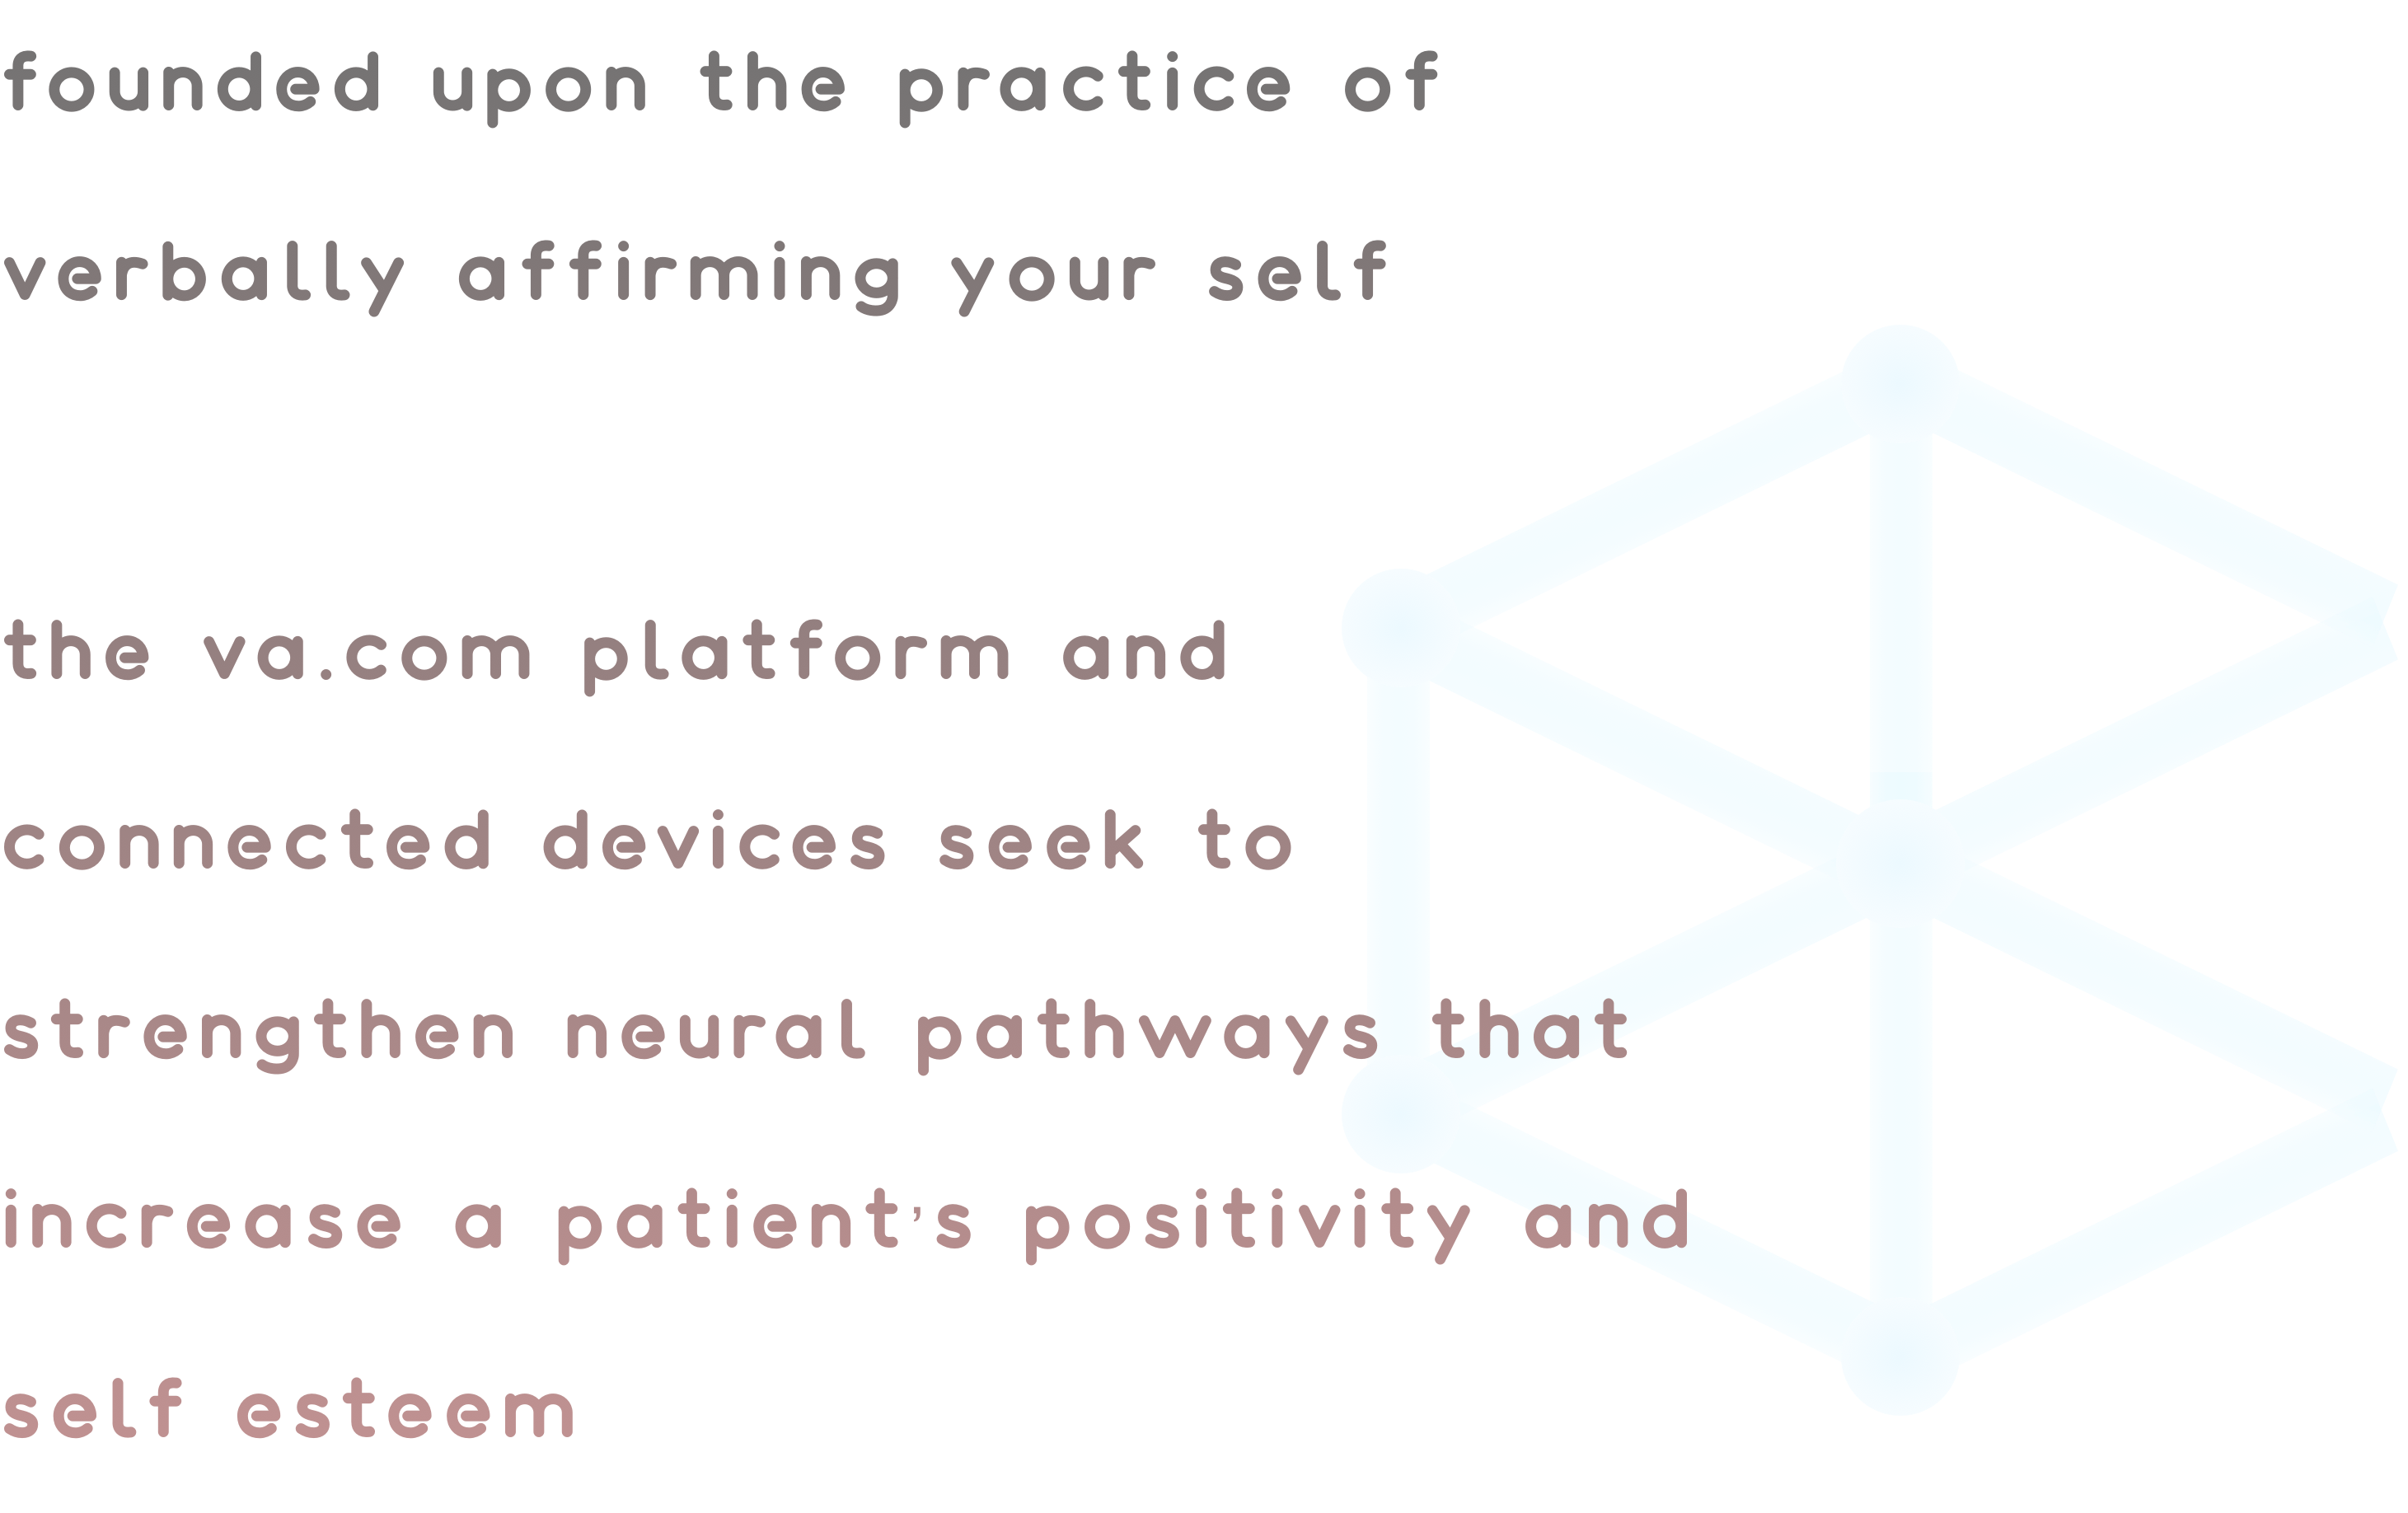 founded upon the practice of
verbally affirming your self
the va.com platform and
connected devices seek to
strengthen neural pathways that
increase a patient's positivity and
self esteem